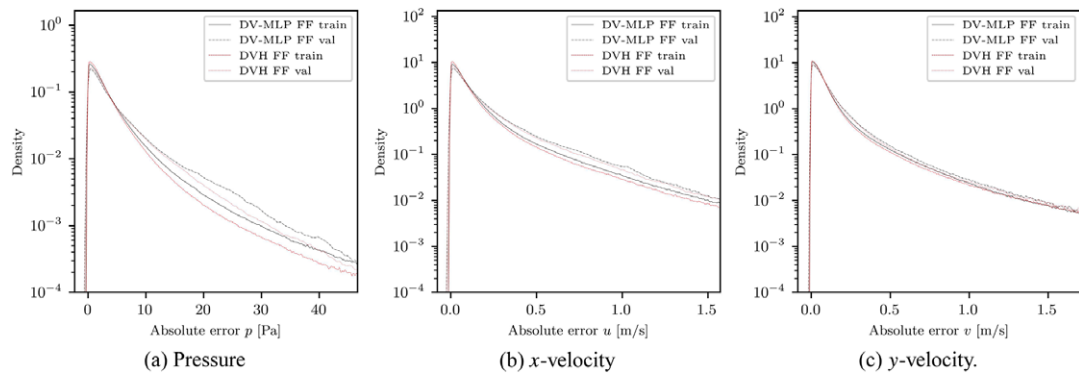 DV-MLP FF train
DV-MLP FF val
DVH FF train
DVH FF val
10^0
10^-1
10^-2
10^-3
10^-4
Density
0 10 20 30 40
Absolute error p [Pa]
(a) Pressure
DV-MLP FF train
DV-MLP FF val
DVH FF train
DVH FF val
10^2
10^1
10^0
10^-1
10^-2
10^-3
10^-4
Density
0.0 0.5 1.0 1.5
Absolute error u [m/s]
(b) x-velocity
DV-MLP FF train
DV-MLP FF val
DVH FF train
DVH FF val
10^2
10^1
10^0
10^-1
10^-2
10^-3
10^-4
Density
0.0 0.5 1.0 1.5
Absolute error v [m/s]
(c) y-velocity.